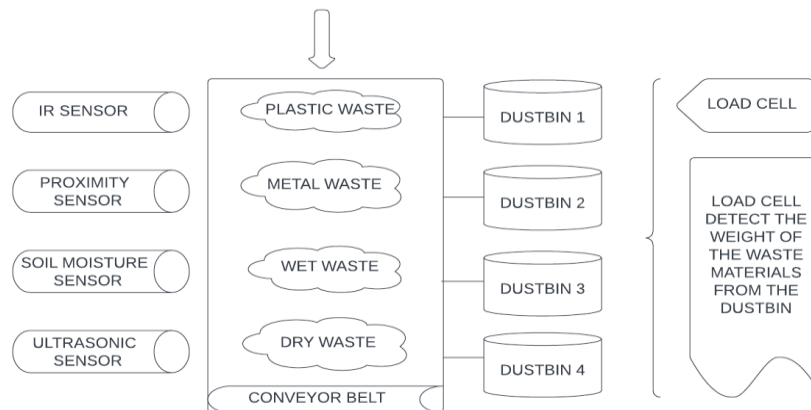 IR SENSOR
PLASTIC WASTE
DUSTBIN 1
LOAD CELL
PROXIMITY
SENSOR
METAL WASTE
DUSTBIN 2
SOIL MOISTURE
SENSOR
WET WASTE
DUSTBIN 3
ULTRASONIC
SENSOR
DRY WASTE
DUSTBIN 4
CONVEYOR BELT
LOAD CELL
DETECT THE
WEIGHT OF
THE WASTE
MATERIALS
FROM THE
DUSTBIN